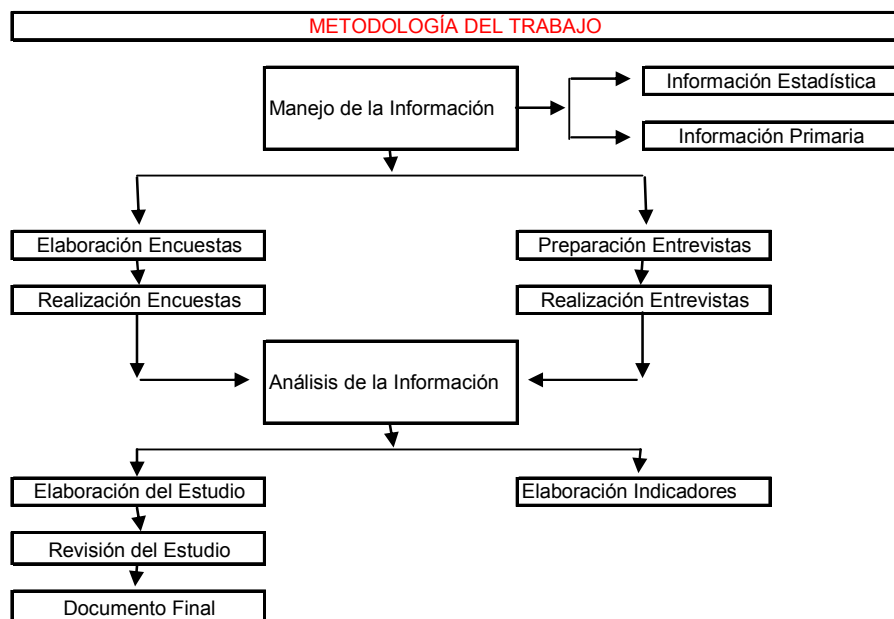 METODOLOGÍA DEL TRABAJO
Manejo de la Información
Información Estadística
Información Primaria
Elaboración Encuestas
Preparación Entrevistas
Realización Encuestas
Realización Entrevistas
Análisis de la Información
Elaboración del Estudio
Elaboración Indicadores
Revisión del Estudio
Documento Final